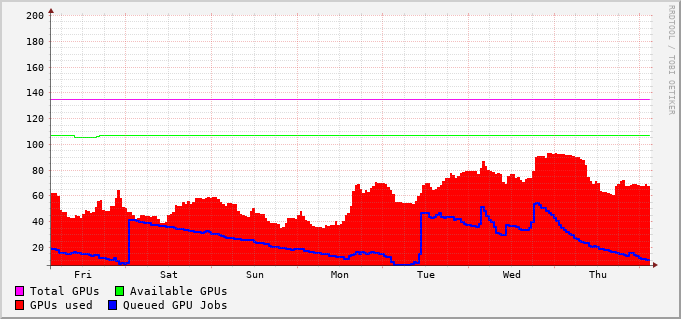 200
180
160
140
120
100
80
60
40
20
Fri Sat Sun Mon Tue Wed Thu
Total GPUs Available GPUs
GPUs used Queued GPU Jobs
RRDTOOL / TOBI OETIKER